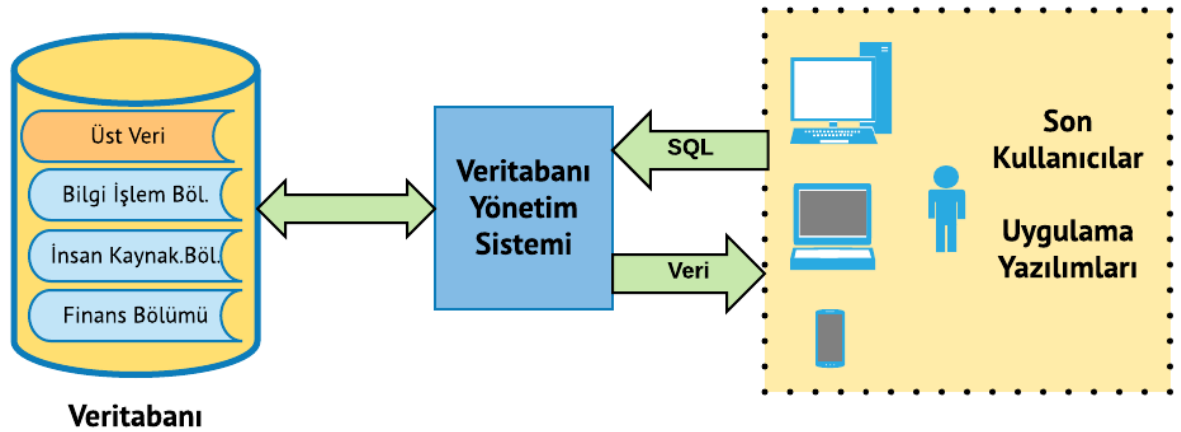 Üst Veri
Bilgi İşlem Böl.
İnsan Kaynak.Böl.
Finans Bölümü
Veritabanı
Veritabanı
Yönetim
Sistemi
SQL
Veri
Son
Kullanıcılar
Uygulama
Yazılımları